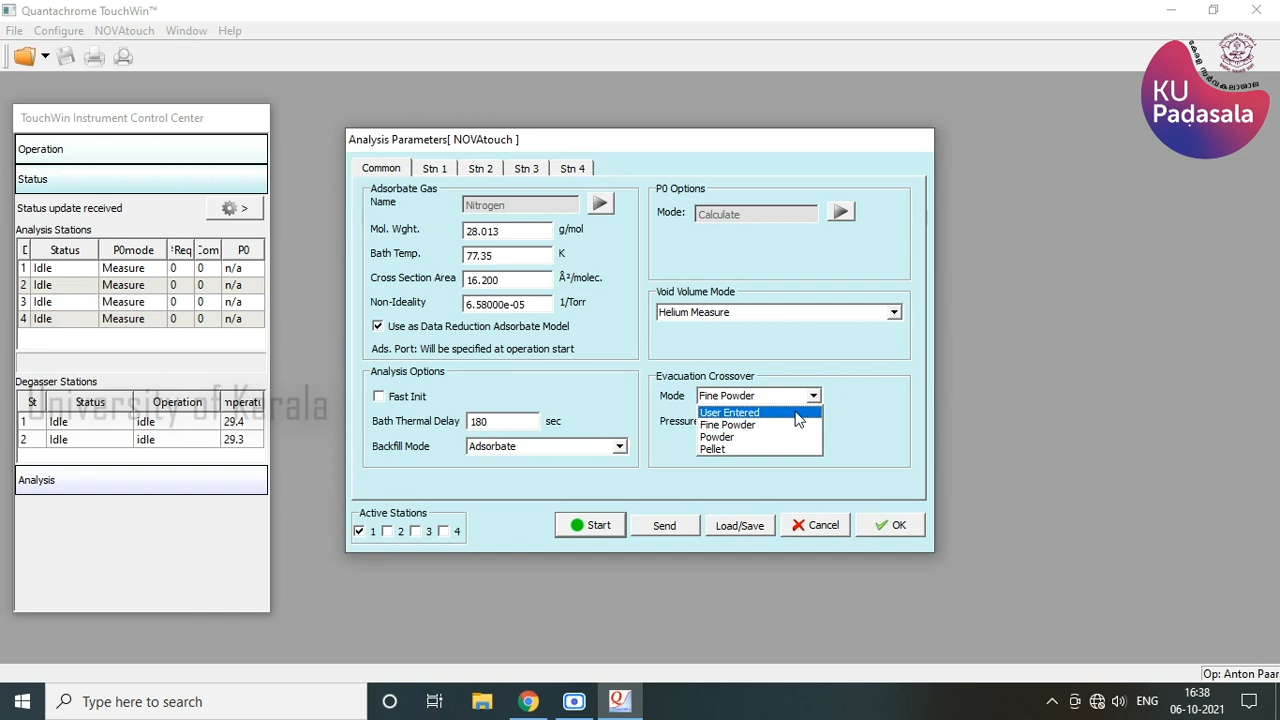 Quantachrome TouchWin™
File Configure NOVAtouch Window Help
കേരള സർവകലാശാല
KU
Padasala
TouchWin Instrument Control Center
Operation
Status
Status update received
>
Analysis Stations
Status P0mode Req Com P0
1 Idle Measure 0 0 n/a
2 Idle Measure 0 0 n/a
3 Idle Measure 0 0 n/a
4 Idle Measure 0 0 n/a
Degasser Stations
St Status Operation mperatu
1 Idle idle 29.4
2 Idle idle 29.3
University of Kerala
Analysis
Analysis Parameters[ NOVAtouch ]
Common Stn 1 Stn 2 Stn 3 Stn 4
Adsorbate Gas
Name Nitrogen
Mol. Wght. 28.013 g/mol
Bath Temp. 77.35 K
Cross Section Area 16.200 Å²/molec.
Non-Ideality 6.58000e-05 1/Torr
Use as Data Reduction Adsorbate Model
Ads. Port: Will be specified at operation start
Analysis Options
Fast Init
Bath Thermal Delay 180 sec
Backfill Mode Adsorbate
P0 Options
Mode: Calculate
Void Volume Mode
Helium Measure
Evacuation Crossover
Mode Fine Powder
User Entered
Pressure
Fine Powder
Powder
Pellet
Active Stations
1 2 3 4
Start Send Load/Save Cancel OK
Op: Anton Paar
Type here to search
ENG
16:38
06-10-2021